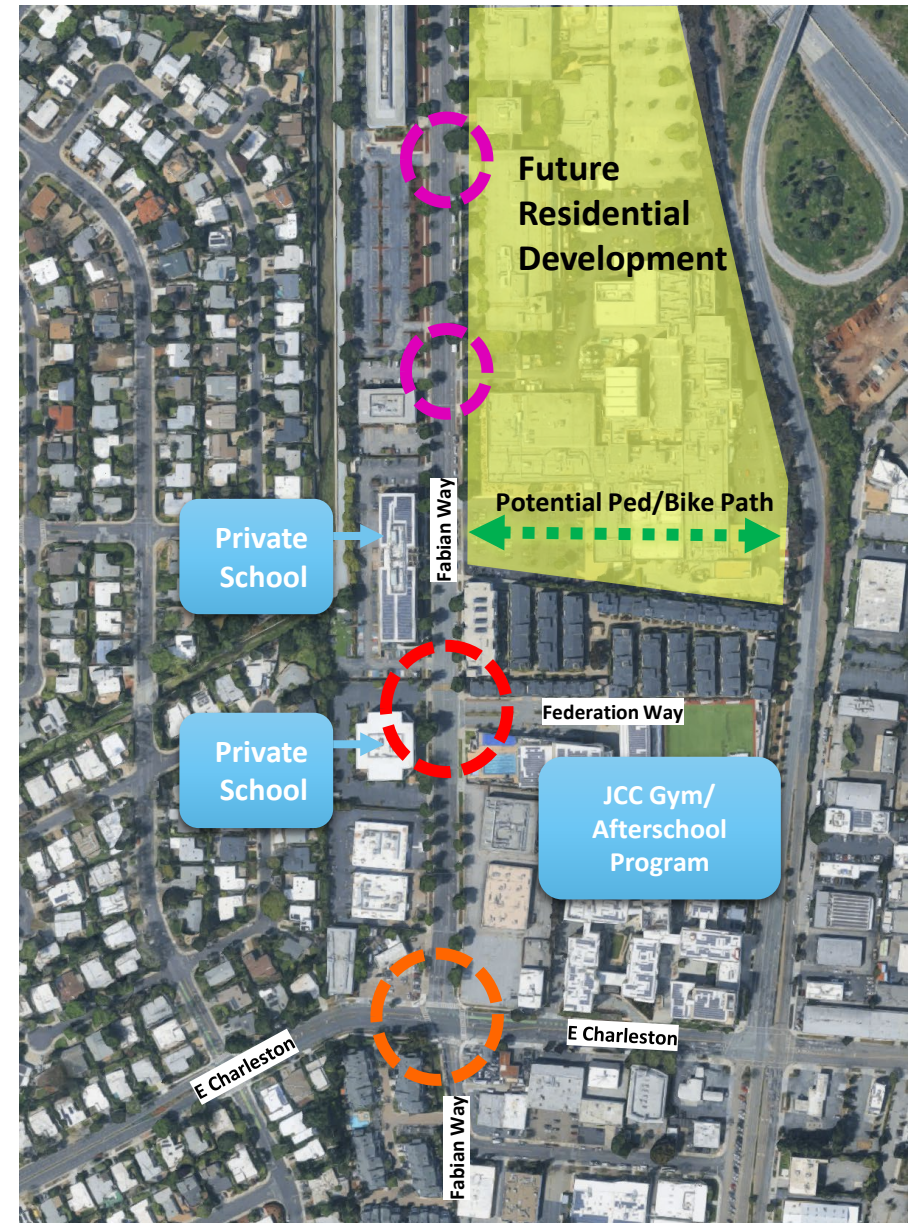 Future
Residential
Development
Potential Ped/Bike Path
Fabian Way
Private
School
Federation Way
Private
School
JCC Gym/
Afterschool
Program
E Charleston
E Charleston
Fabian Way